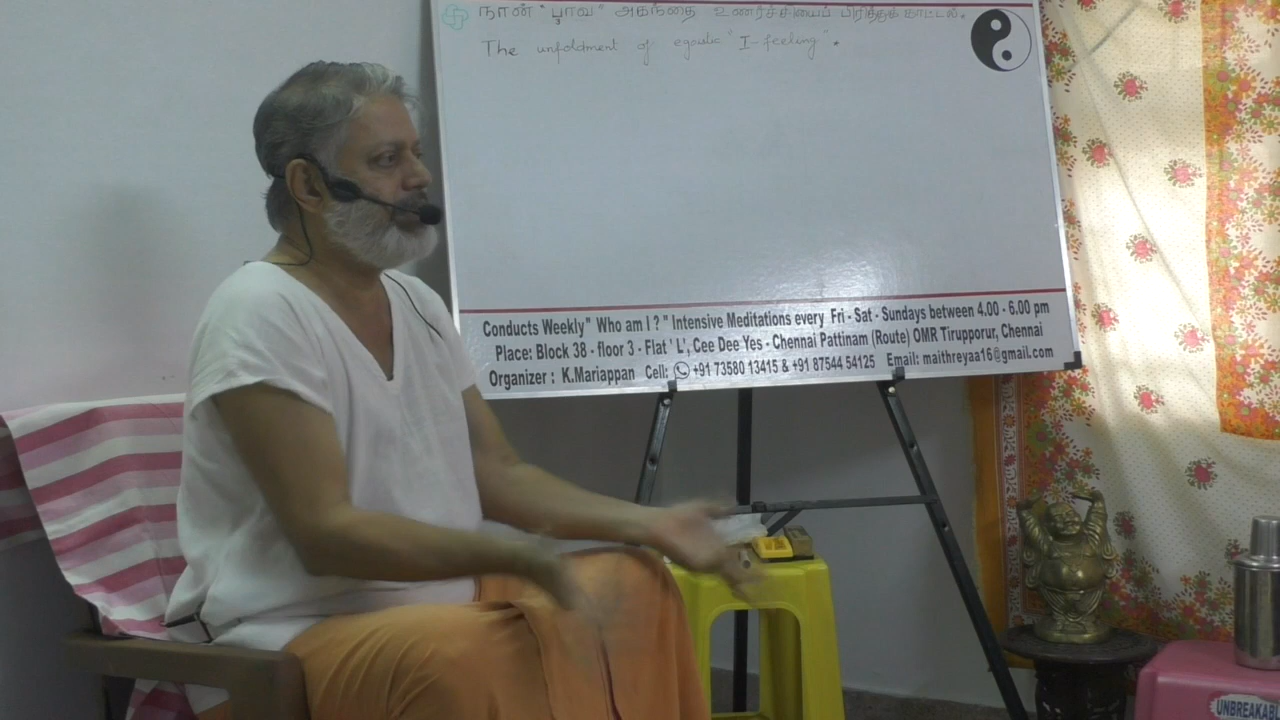 நான் "பாவ" அகந்தை உணர்ச்சியைப் பிரித்துக் காட்டல்.
The unfoldment of egoistic "I-feeling".
Conducts Weekly" Who am I ? " Intensive Meditations every Fri - Sat - Sundays between 4.00 - 6.00 pm
Place: Block 38 - floor 3 - Flat ' L', Cee Dee Yes - Chennai Pattinam (Route) OMR Tirupporur, Chennai
Organizer : K.Mariappan Cell: +91 73580 13415 & +91 87544 54125 Email: maithreyaa16@gmail.com
UNBREAKABL